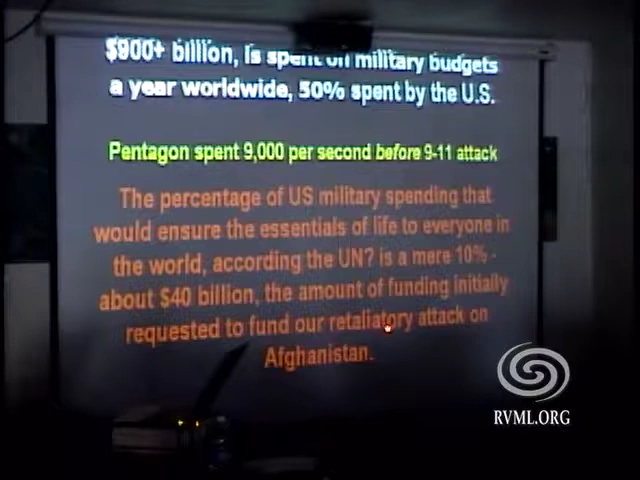 $900+ billion, is spent on military budgets
a year worldwide, 50% spent by the U.S.
Pentagon spent 9,000 per second before 9-11 attack
The percentage of US military spending that
would ensure the essentials of life to everyone in
the world, according the UN? is a mere 10% -
about $40 billion, the amount of funding initially
requested to fund our retaliatory attack on
Afghanistan.
RVML.ORG